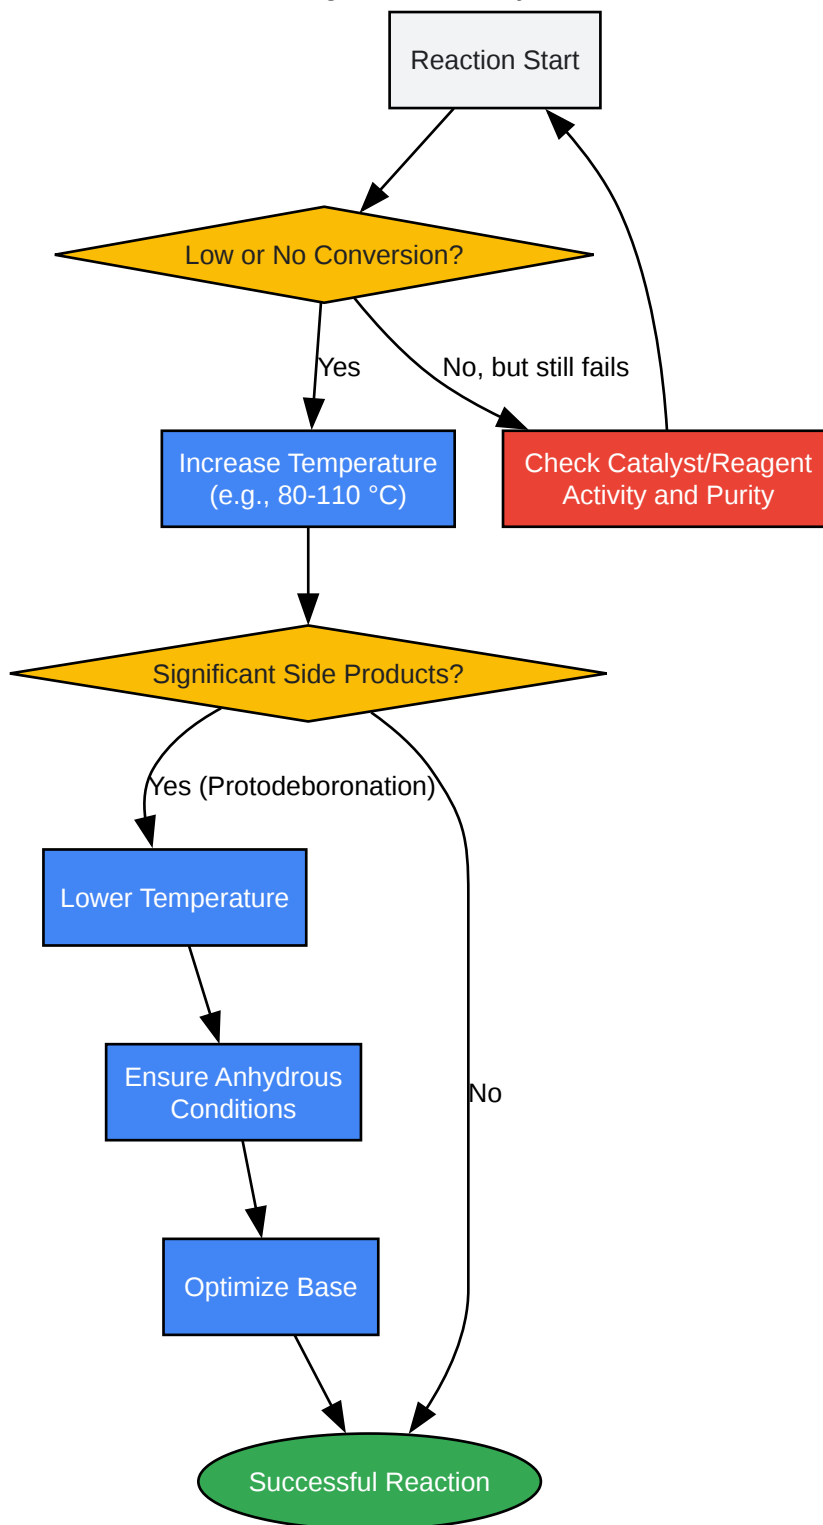 Reaction Start
Low or No Conversion?
Yes
No, but still fails
Increase Temperature
(e.g., 80-110 °C)
Check Catalyst/Reagent
Activity and Purity
Significant Side Products?
Yes (Protodeboronation)
Lower Temperature
Ensure Anhydrous
Conditions
No
Optimize Base
Successful Reaction